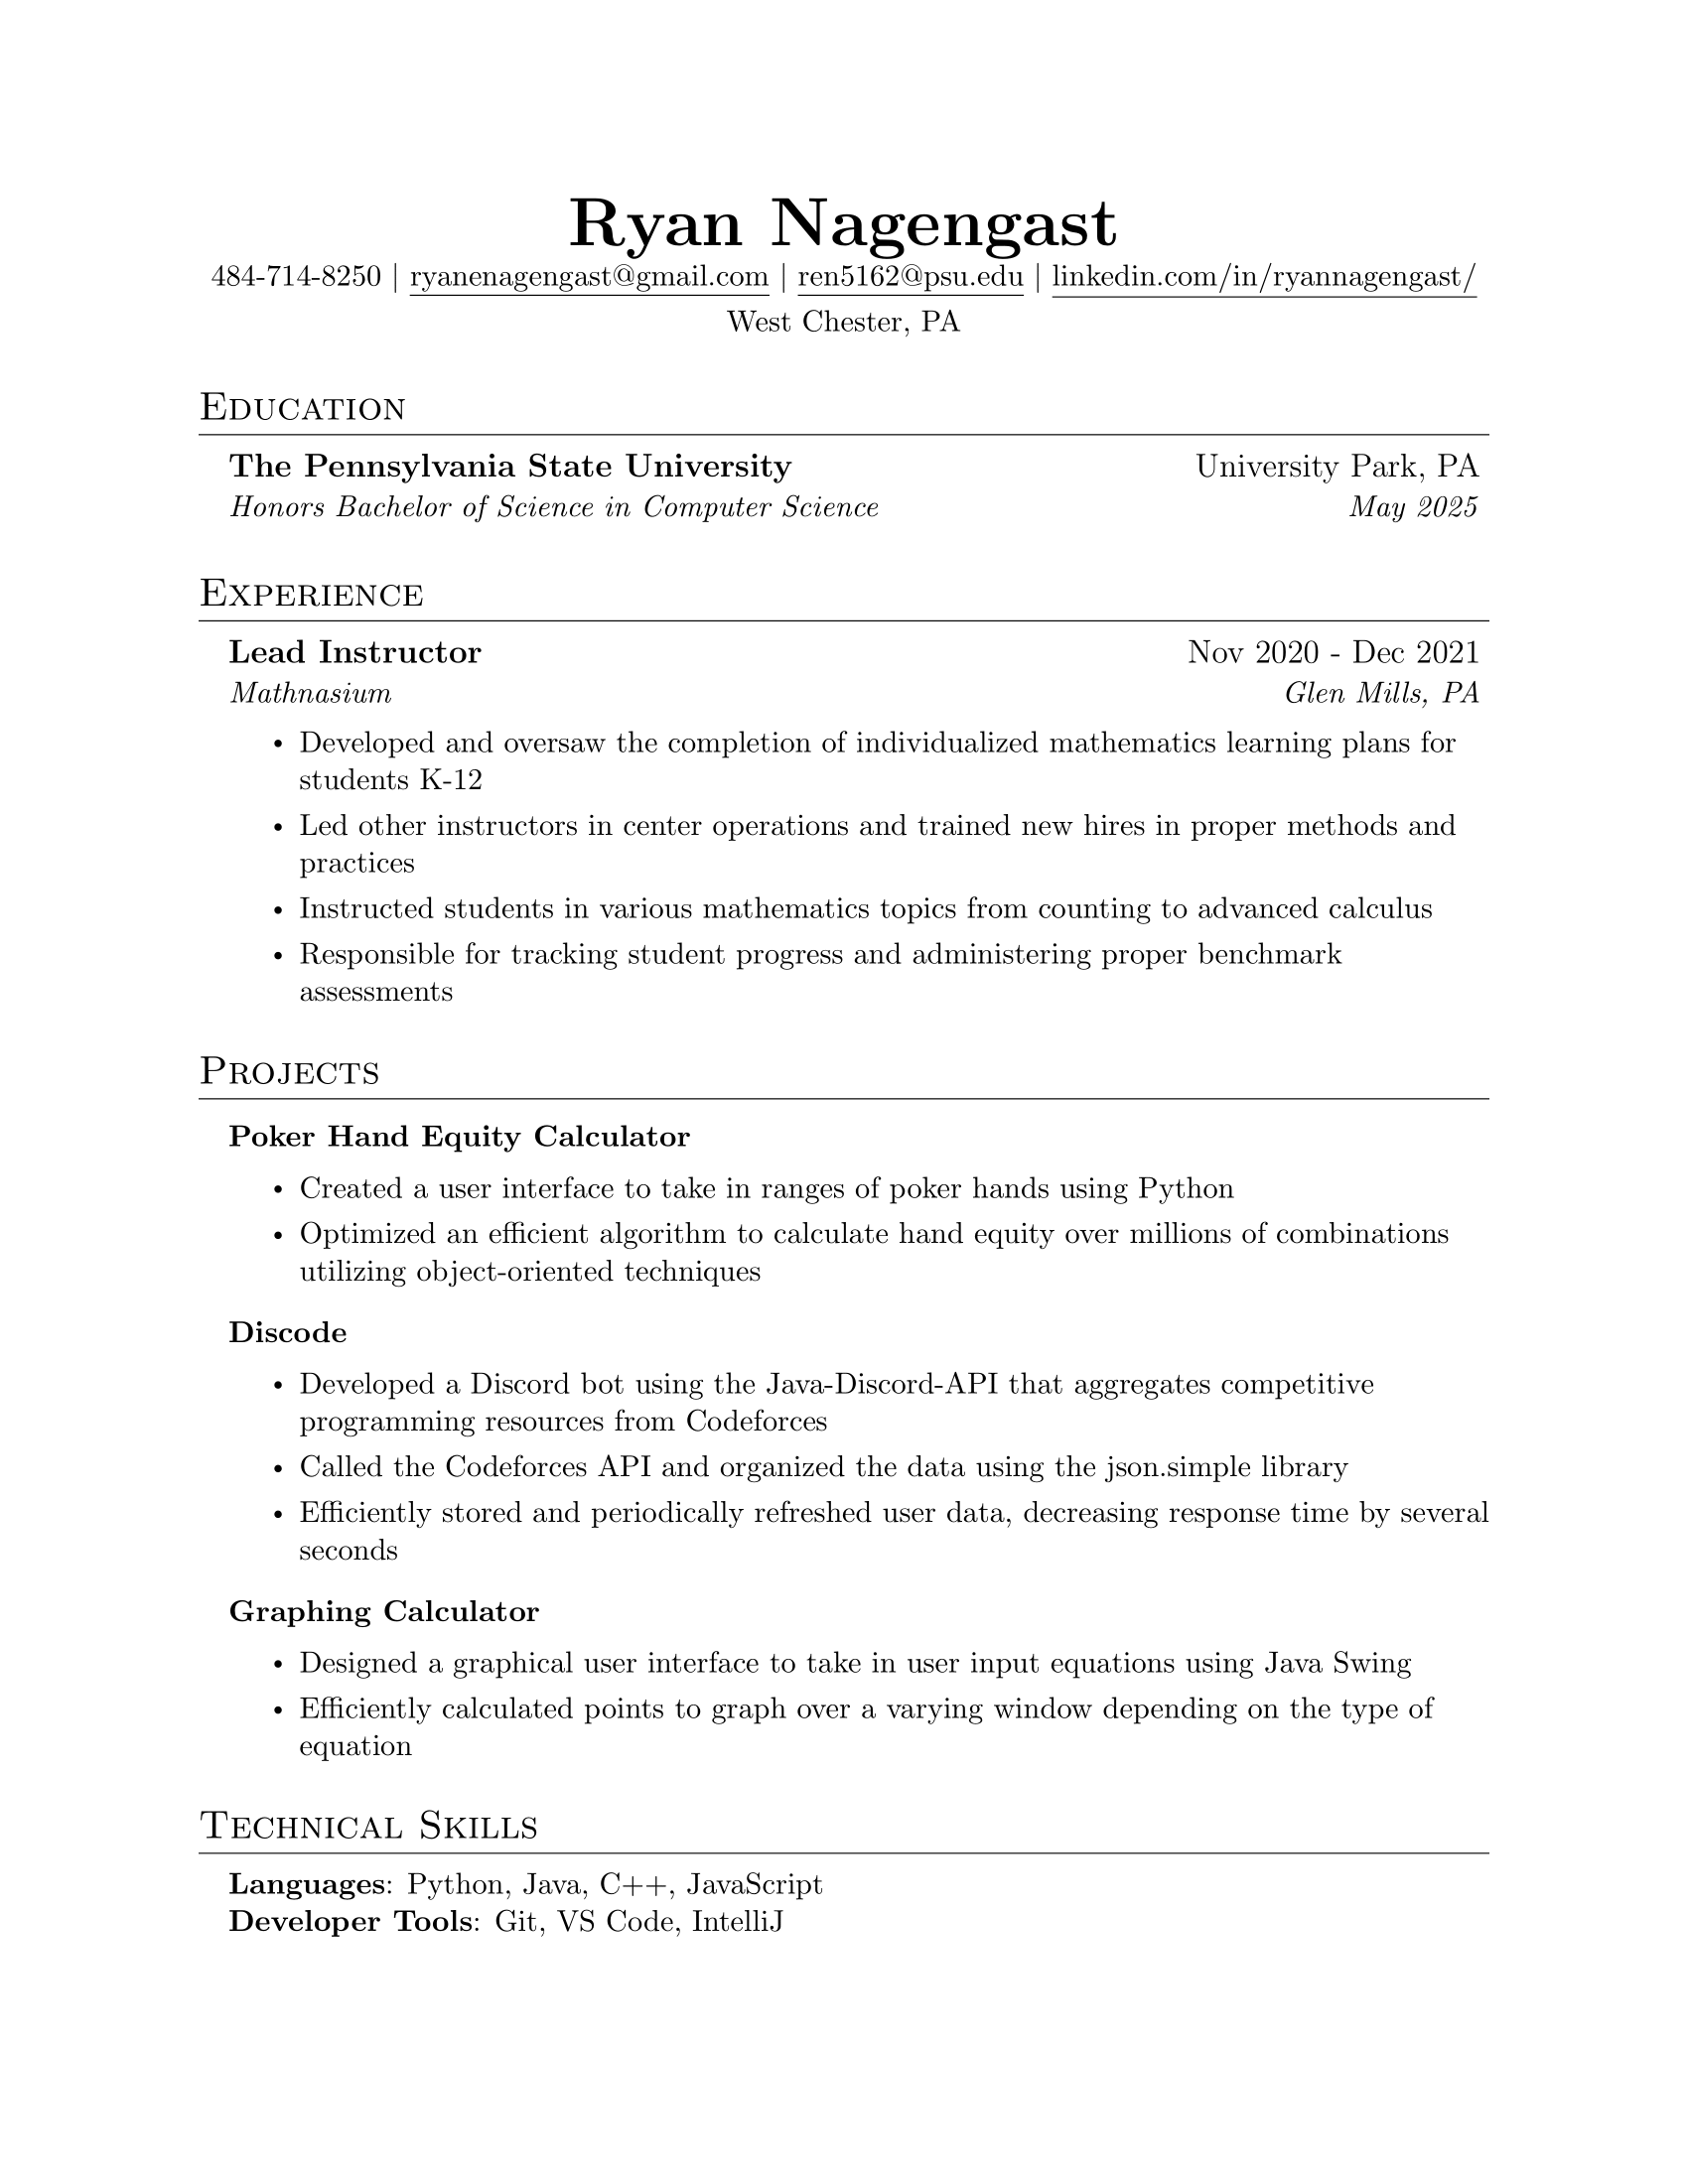 Ryan Nagengast
484-714-8250 | ryanenagengast@gmail.com | ren5162@psu.edu | linkedin.com/in/ryannagengast/
West Chester, PA
Education
The Pennsylvania State University University Park, PA
Honors Bachelor of Science in Computer Science May 2025
Experience
Lead Instructor Nov 2020 - Dec 2021
Mathnasium Glen Mills, PA
• Developed and oversaw the completion of individualized mathematics learning plans for
students K-12
• Led other instructors in center operations and trained new hires in proper methods and
practices
• Instructed students in various mathematics topics from counting to advanced calculus
• Responsible for tracking student progress and administering proper benchmark
assessments
Projects
Poker Hand Equity Calculator
• Created a user interface to take in ranges of poker hands using Python
• Optimized an efficient algorithm to calculate hand equity over millions of combinations
utilizing object-oriented techniques
Discode
• Developed a Discord bot using the Java-Discord-API that aggregates competitive
programming resources from Codeforces
• Called the Codeforces API and organized the data using the json.simple library
• Efficiently stored and periodically refreshed user data, decreasing response time by several
seconds
Graphing Calculator
• Designed a graphical user interface to take in user input equations using Java Swing
• Efficiently calculated points to graph over a varying window depending on the type of
equation
Technical Skills
Languages: Python, Java, C++, JavaScript
Developer Tools: Git, VS Code, IntelliJ